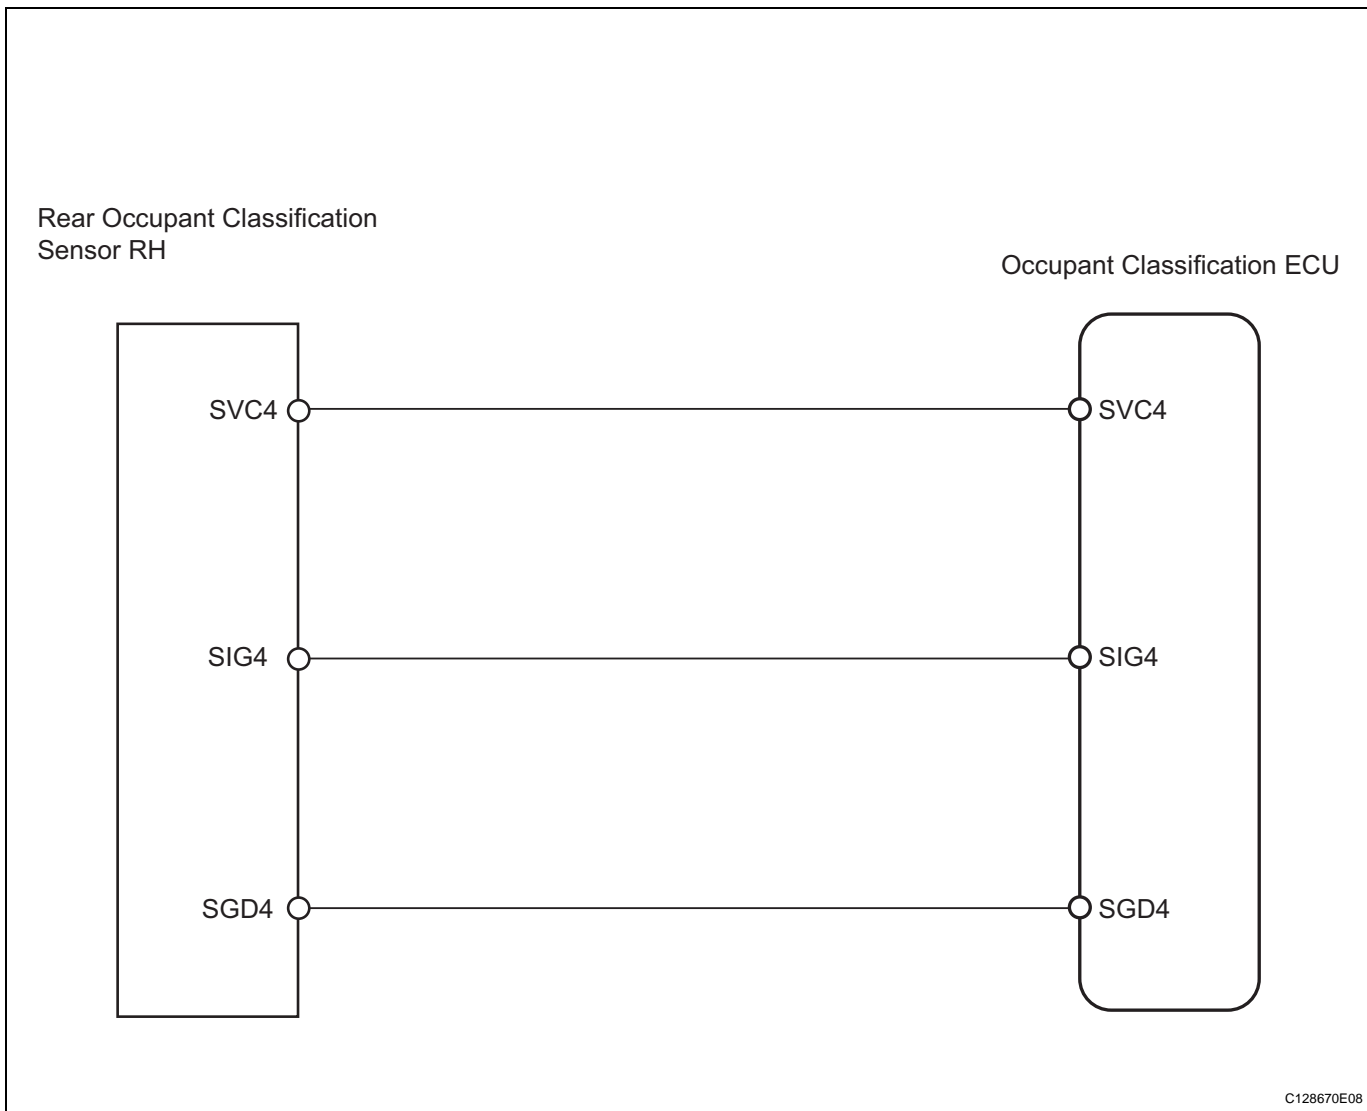 Rear Occupant Classification
Sensor RH
Occupant Classification ECU
SVC4
SVC4
SIG4
SIG4
SGD4
SGD4
C128670E08